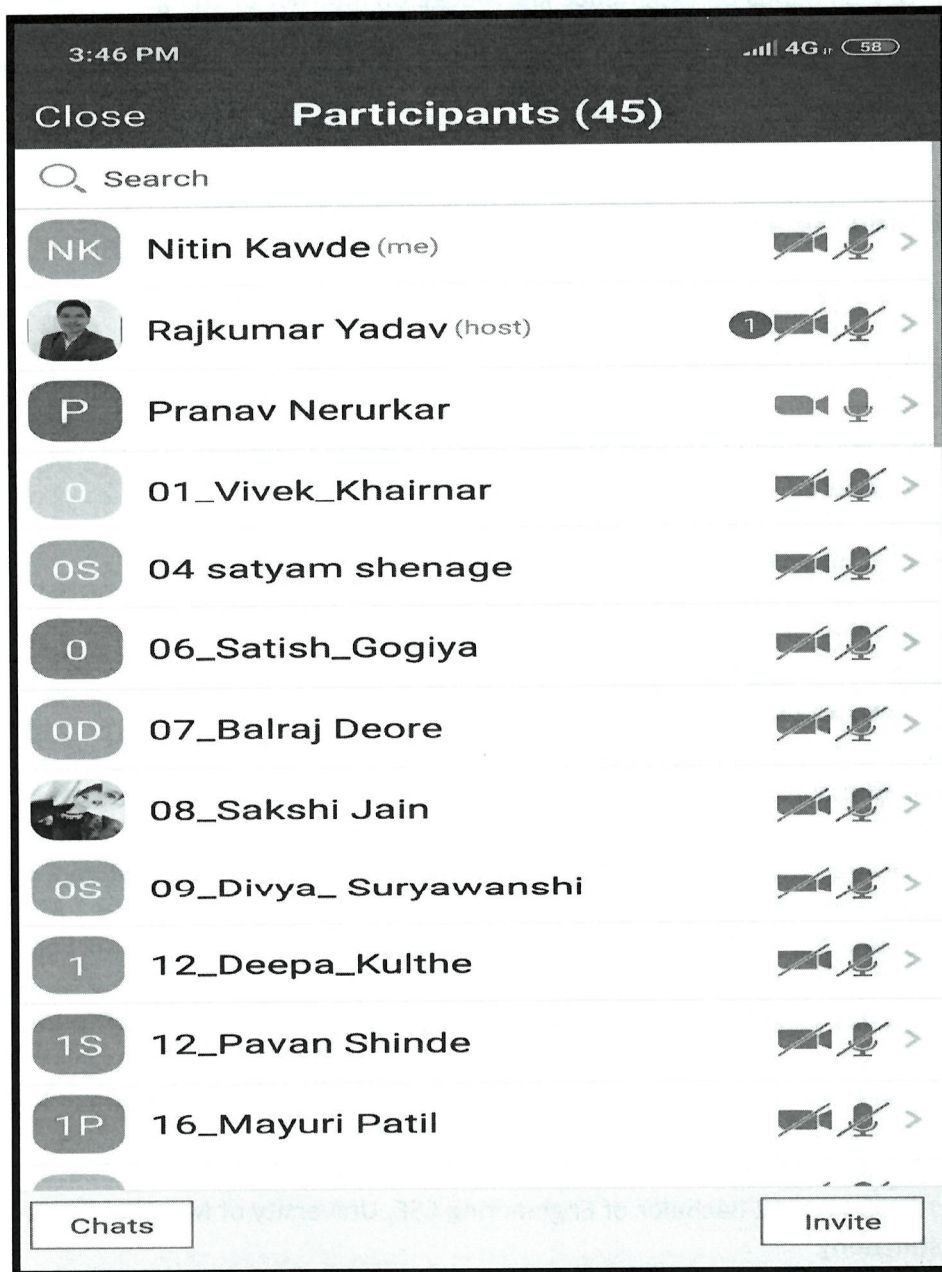 3:46 PM 4G 58
Close Participants (45)
Search
NK Nitin Kawde (me)
Rajkumar Yadav (host) 1
P Pranav Nerurkar
0 01_Vivek_Khairnar
0S 04 satyam shenage
0 06_Satish_Gogiya
0D 07_Balraj Deore
08_Sakshi Jain
0S 09_Divya_ Suryawanshi
1 12_Deepa_Kulthe
1S 12_Pavan Shinde
1P 16_Mayuri Patil
Chats Invite